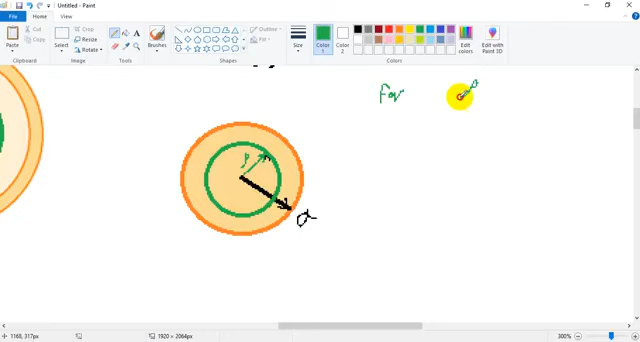 Untitled - Paint
File
Home
View
Paste
Cut
Copy
Clipboard
Select
Crop
Resize
Rotate
Image
Tools
Brushes
Shapes
Outline
Fill
Size
Color
1
Color
2
Colors
Edit
colors
Edit with
Paint 3D
For
ρ
a
1168, 317px
1920 × 2064px
300%